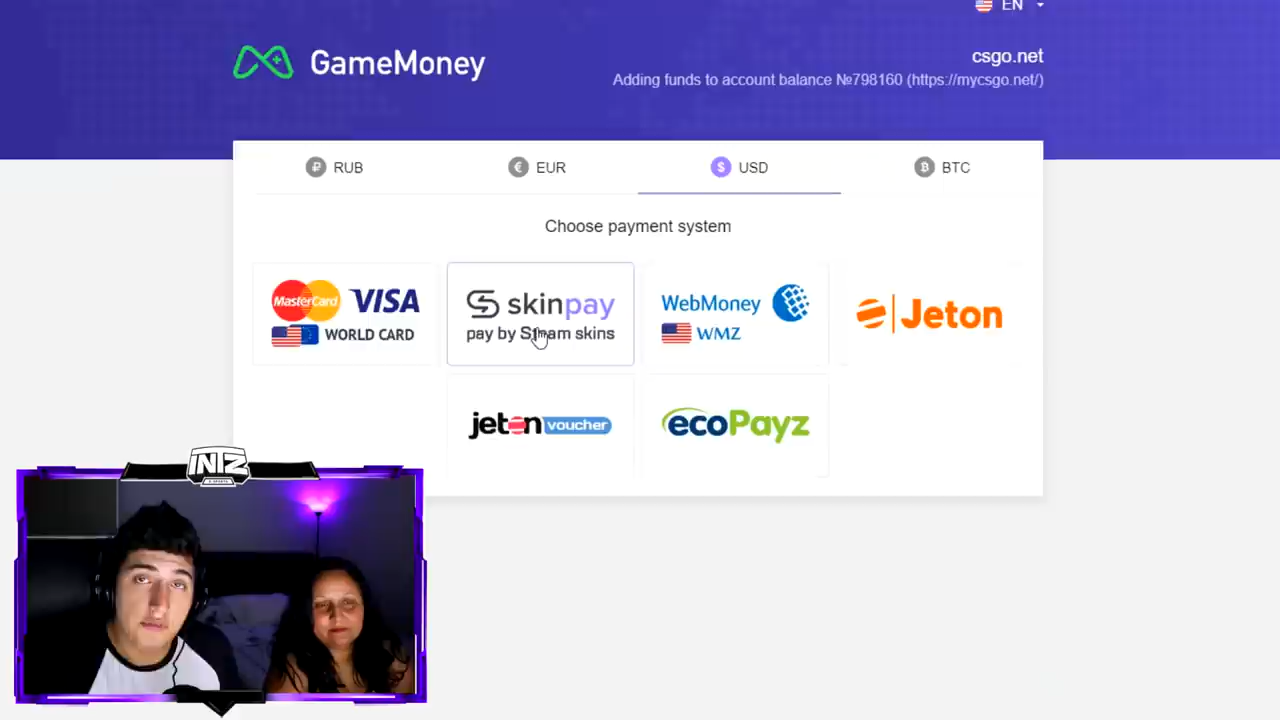 EN
GameMoney
csgo.net
Adding funds to account balance №798160 (https://mycsgo.net/)
RUB
EUR
USD
BTC
Choose payment system
MasterCard VISA
WORLD CARD
skinpay
pay by Steam skins
WebMoney
WMZ
Jeton
jeton voucher
ecoPayz
INTZ